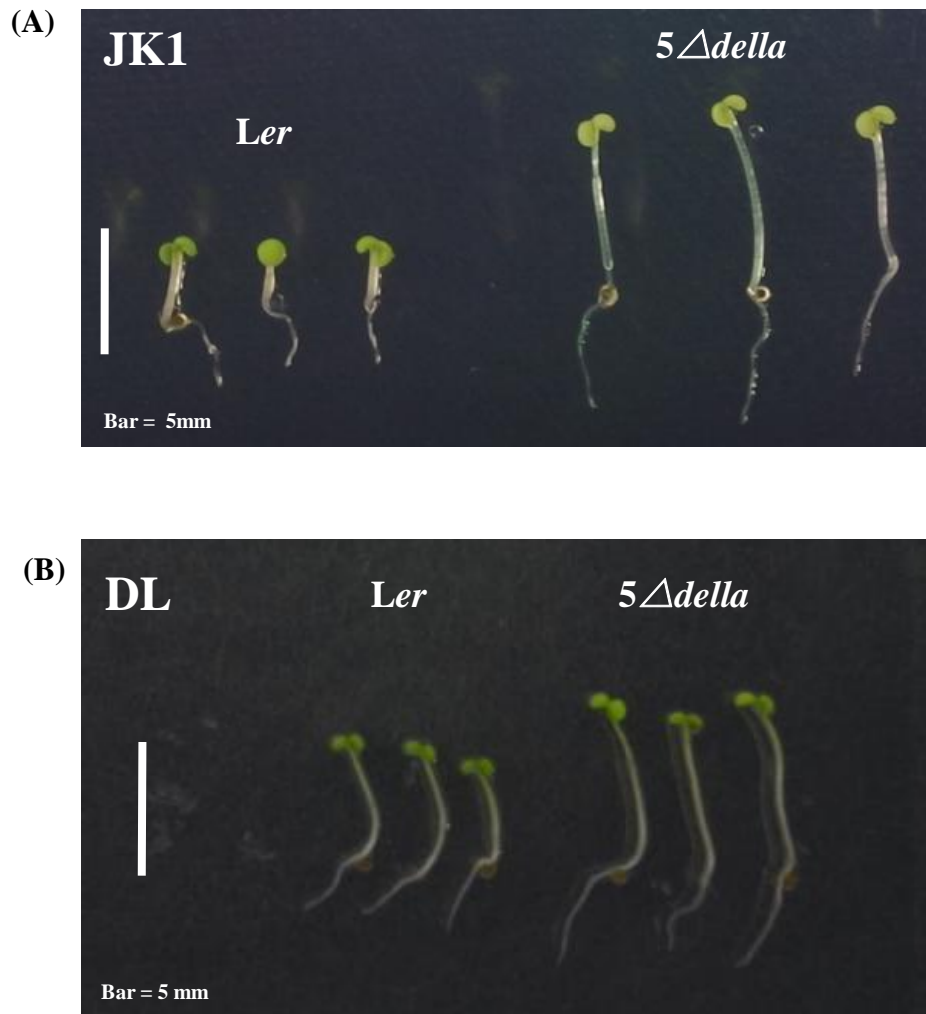 (A)
JK1
5△della
Ler
Bar = 5mm
(B)
DL
Ler
5△della
Bar = 5 mm